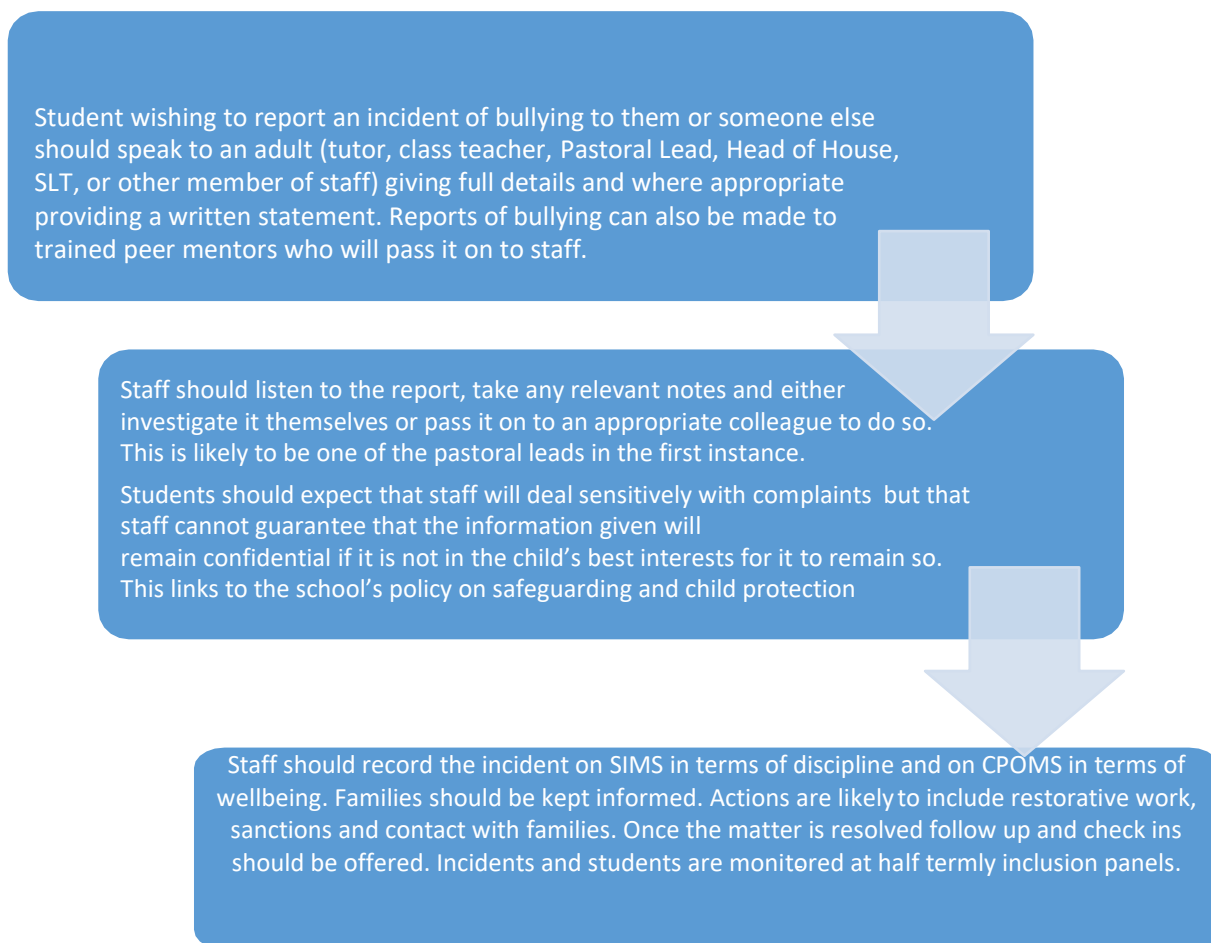 Student wishing to report an incident of bullying to them or someone else
should speak to an adult (tutor, class teacher, Pastoral Lead, Head of House,
SLT, or other member of staff) giving full details and where appropriate
providing a written statement. Reports of bullying can also be made to
trained peer mentors who will pass it on to staff.
Staff should listen to the report, take any relevant notes and either
investigate it themselves or pass it on to an appropriate colleague to do so.
This is likely to be one of the pastoral leads in the first instance.
Students should expect that staff will deal sensitively with complaints but that
staff cannot guarantee that the information given will
remain confidential if it is not in the child's best interests for it to remain so.
This links to the school's policy on safeguarding and child protection
Staff should record the incident on SIMS in terms of discipline and on CPOMS in terms of
wellbeing. Families should be kept informed. Actions are likely to include restorative work,
sanctions and contact with families. Once the matter is resolved follow up and check ins
should be offered. Incidents and students are monitored at half termly inclusion panels.